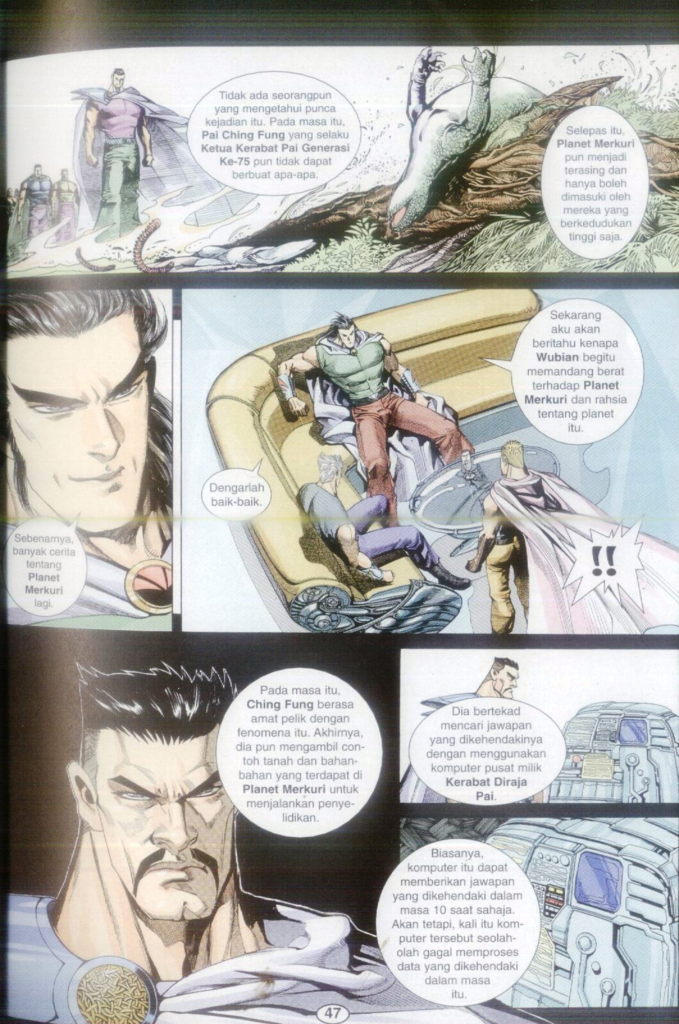 Tidak ada seorangpun
yang mengetahui punca
kejadian itu. Pada masa itu,
Pai Ching Fung yang selaku
Ketua Kerabat Pai Generasi
Ke-75 pun tidak dapat
berbuat apa-apa.
Selepas itu,
Planet Merkuri
pun menjadi
terasing dan
hanya boleh
dimasuki oleh
mereka yang
berkedudukan
tinggi saja.
Sebenarnya,
banyak cerita
tentang
Planet
Merkuri
lagi.
Sekarang
aku akan
beritahu kenapa
Wubian begitu
memandang berat
terhadap Planet
Merkuri dan rahsia
tentang planet
itu.
Dengarlah
baik-baik.
!!
Pada masa itu,
Ching Fung berasa
amat pelik dengan
fenomena itu. Akhirnya,
dia pun mengambil con-
toh tanah dan bahan-
bahan yang terdapat di
Planet Merkuri untuk
menjalankan penye-
lidikan.
Dia bertekad
mencari jawapan
yang dikehendakinya
dengan menggunakan
komputer pusat milik
Kerabat Diraja
Pai.
Biasanya,
komputer itu dapat
memberikan jawapan
yang dikehendaki dalam
masa 10 saat sahaja.
Akan tetapi, kali itu kom-
puter tersebut seolah-
olah gagal memproses
data yang dikehendaki
dalam masa
itu.
47